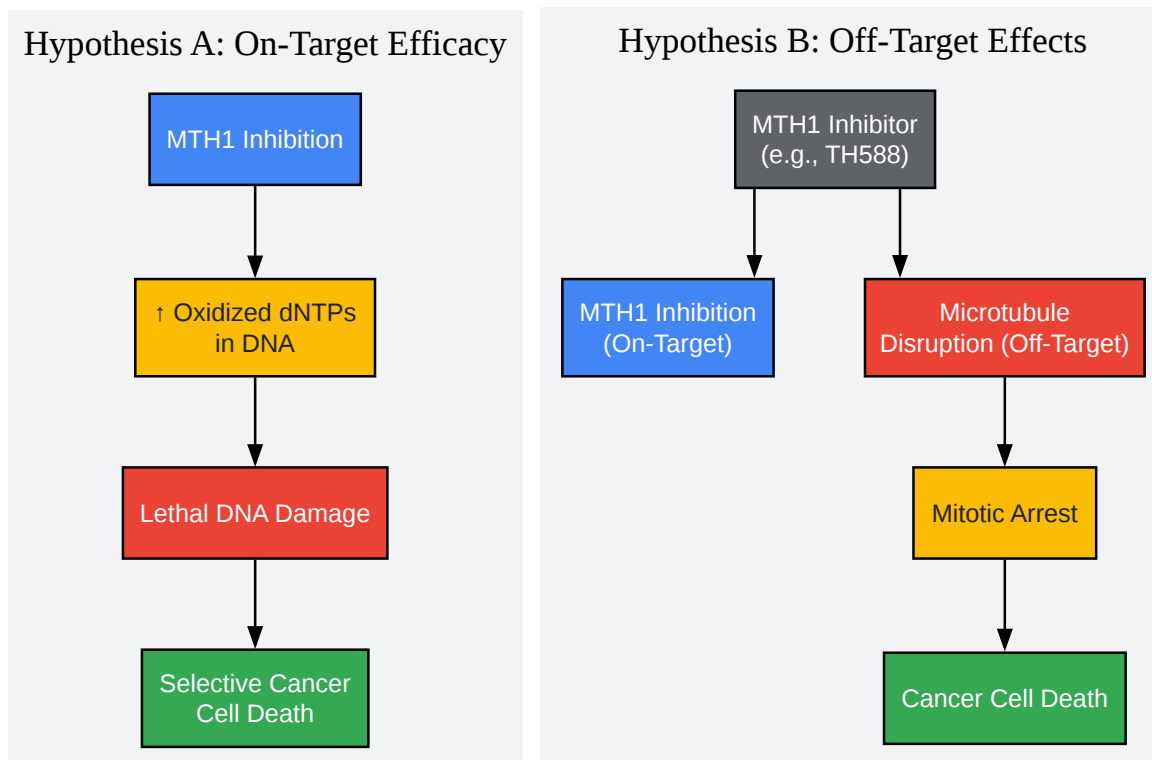 Hypothesis A: On-Target Efficacy
MTH1 Inhibition
↑ Oxidized dNTPs
in DNA
Lethal DNA Damage
Selective Cancer
Cell Death
Hypothesis B: Off-Target Effects
MTH1 Inhibitor
(e.g., TH588)
MTH1 Inhibition
(On-Target)
Microtubule
Disruption (Off-Target)
Mitotic Arrest
Cancer Cell Death